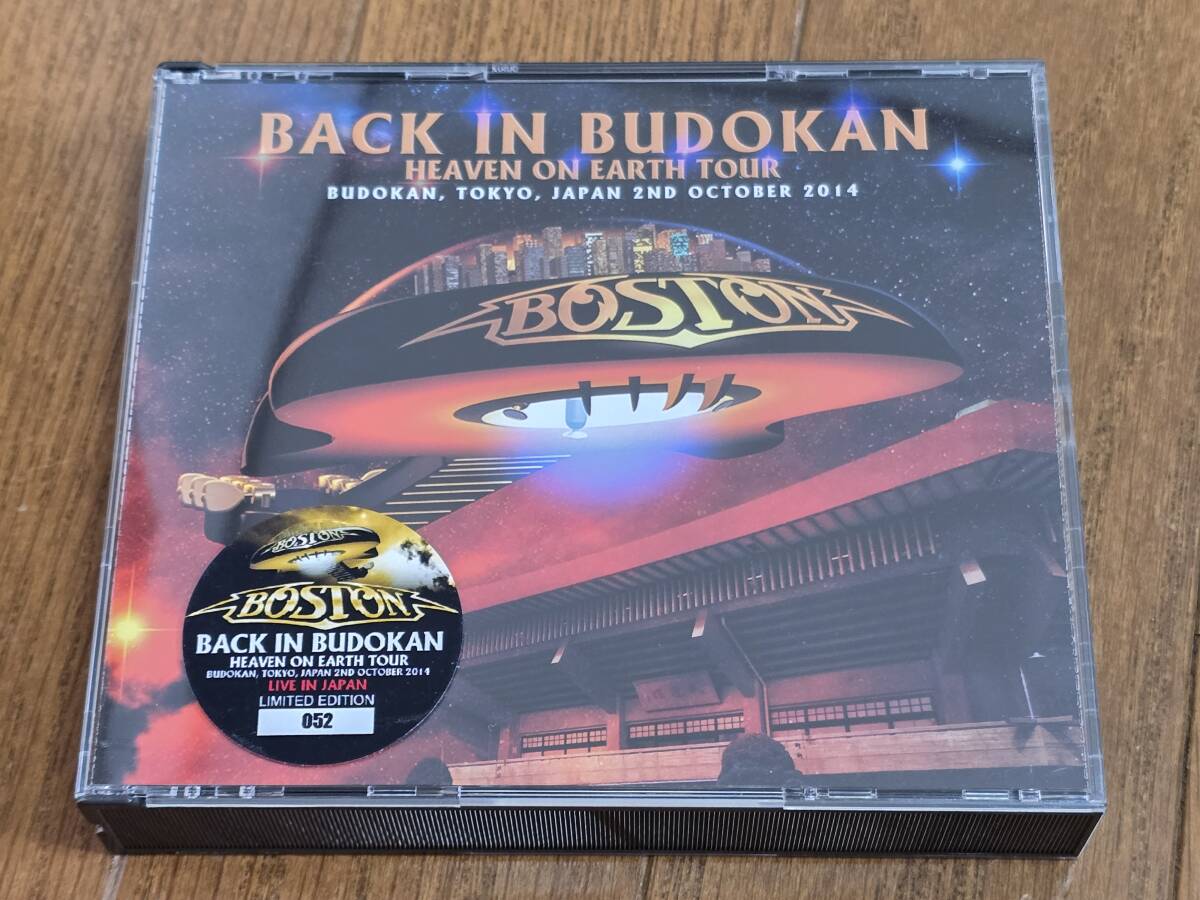 BACK IN BUDOKAN
HEAVEN ON EARTH TOUR
BUDOKAN, TOKYO, JAPAN 2ND OCTOBER 2014
BOSTON
BOSTON
BOSTON
BACK IN BUDOKAN
HEAVEN ON EARTH TOUR
BUDOKAN, TOKYO, JAPAN 2ND OCTOBER 2014
LIVE IN JAPAN
LIMITED EDITION
052